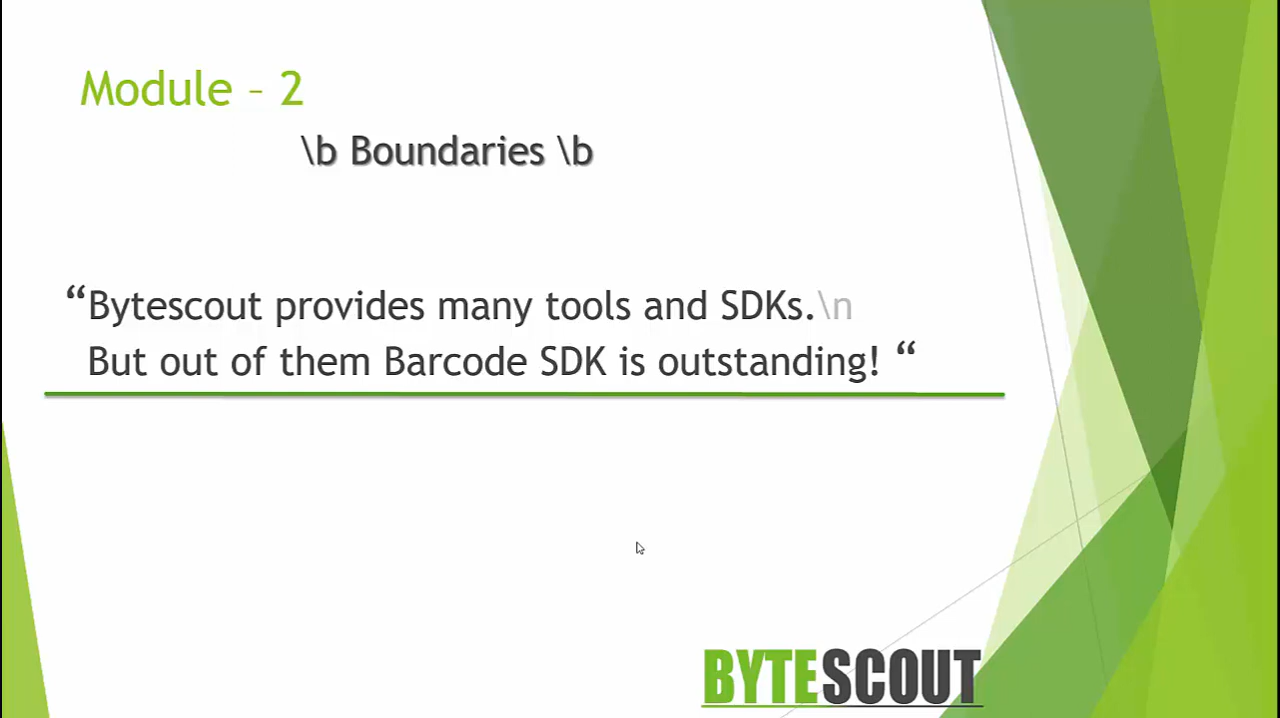 Module – 2
\b Boundaries \b
“Bytescout provides many tools and SDKs.\n
But out of them Barcode SDK is outstanding! “
BYTESCOUT